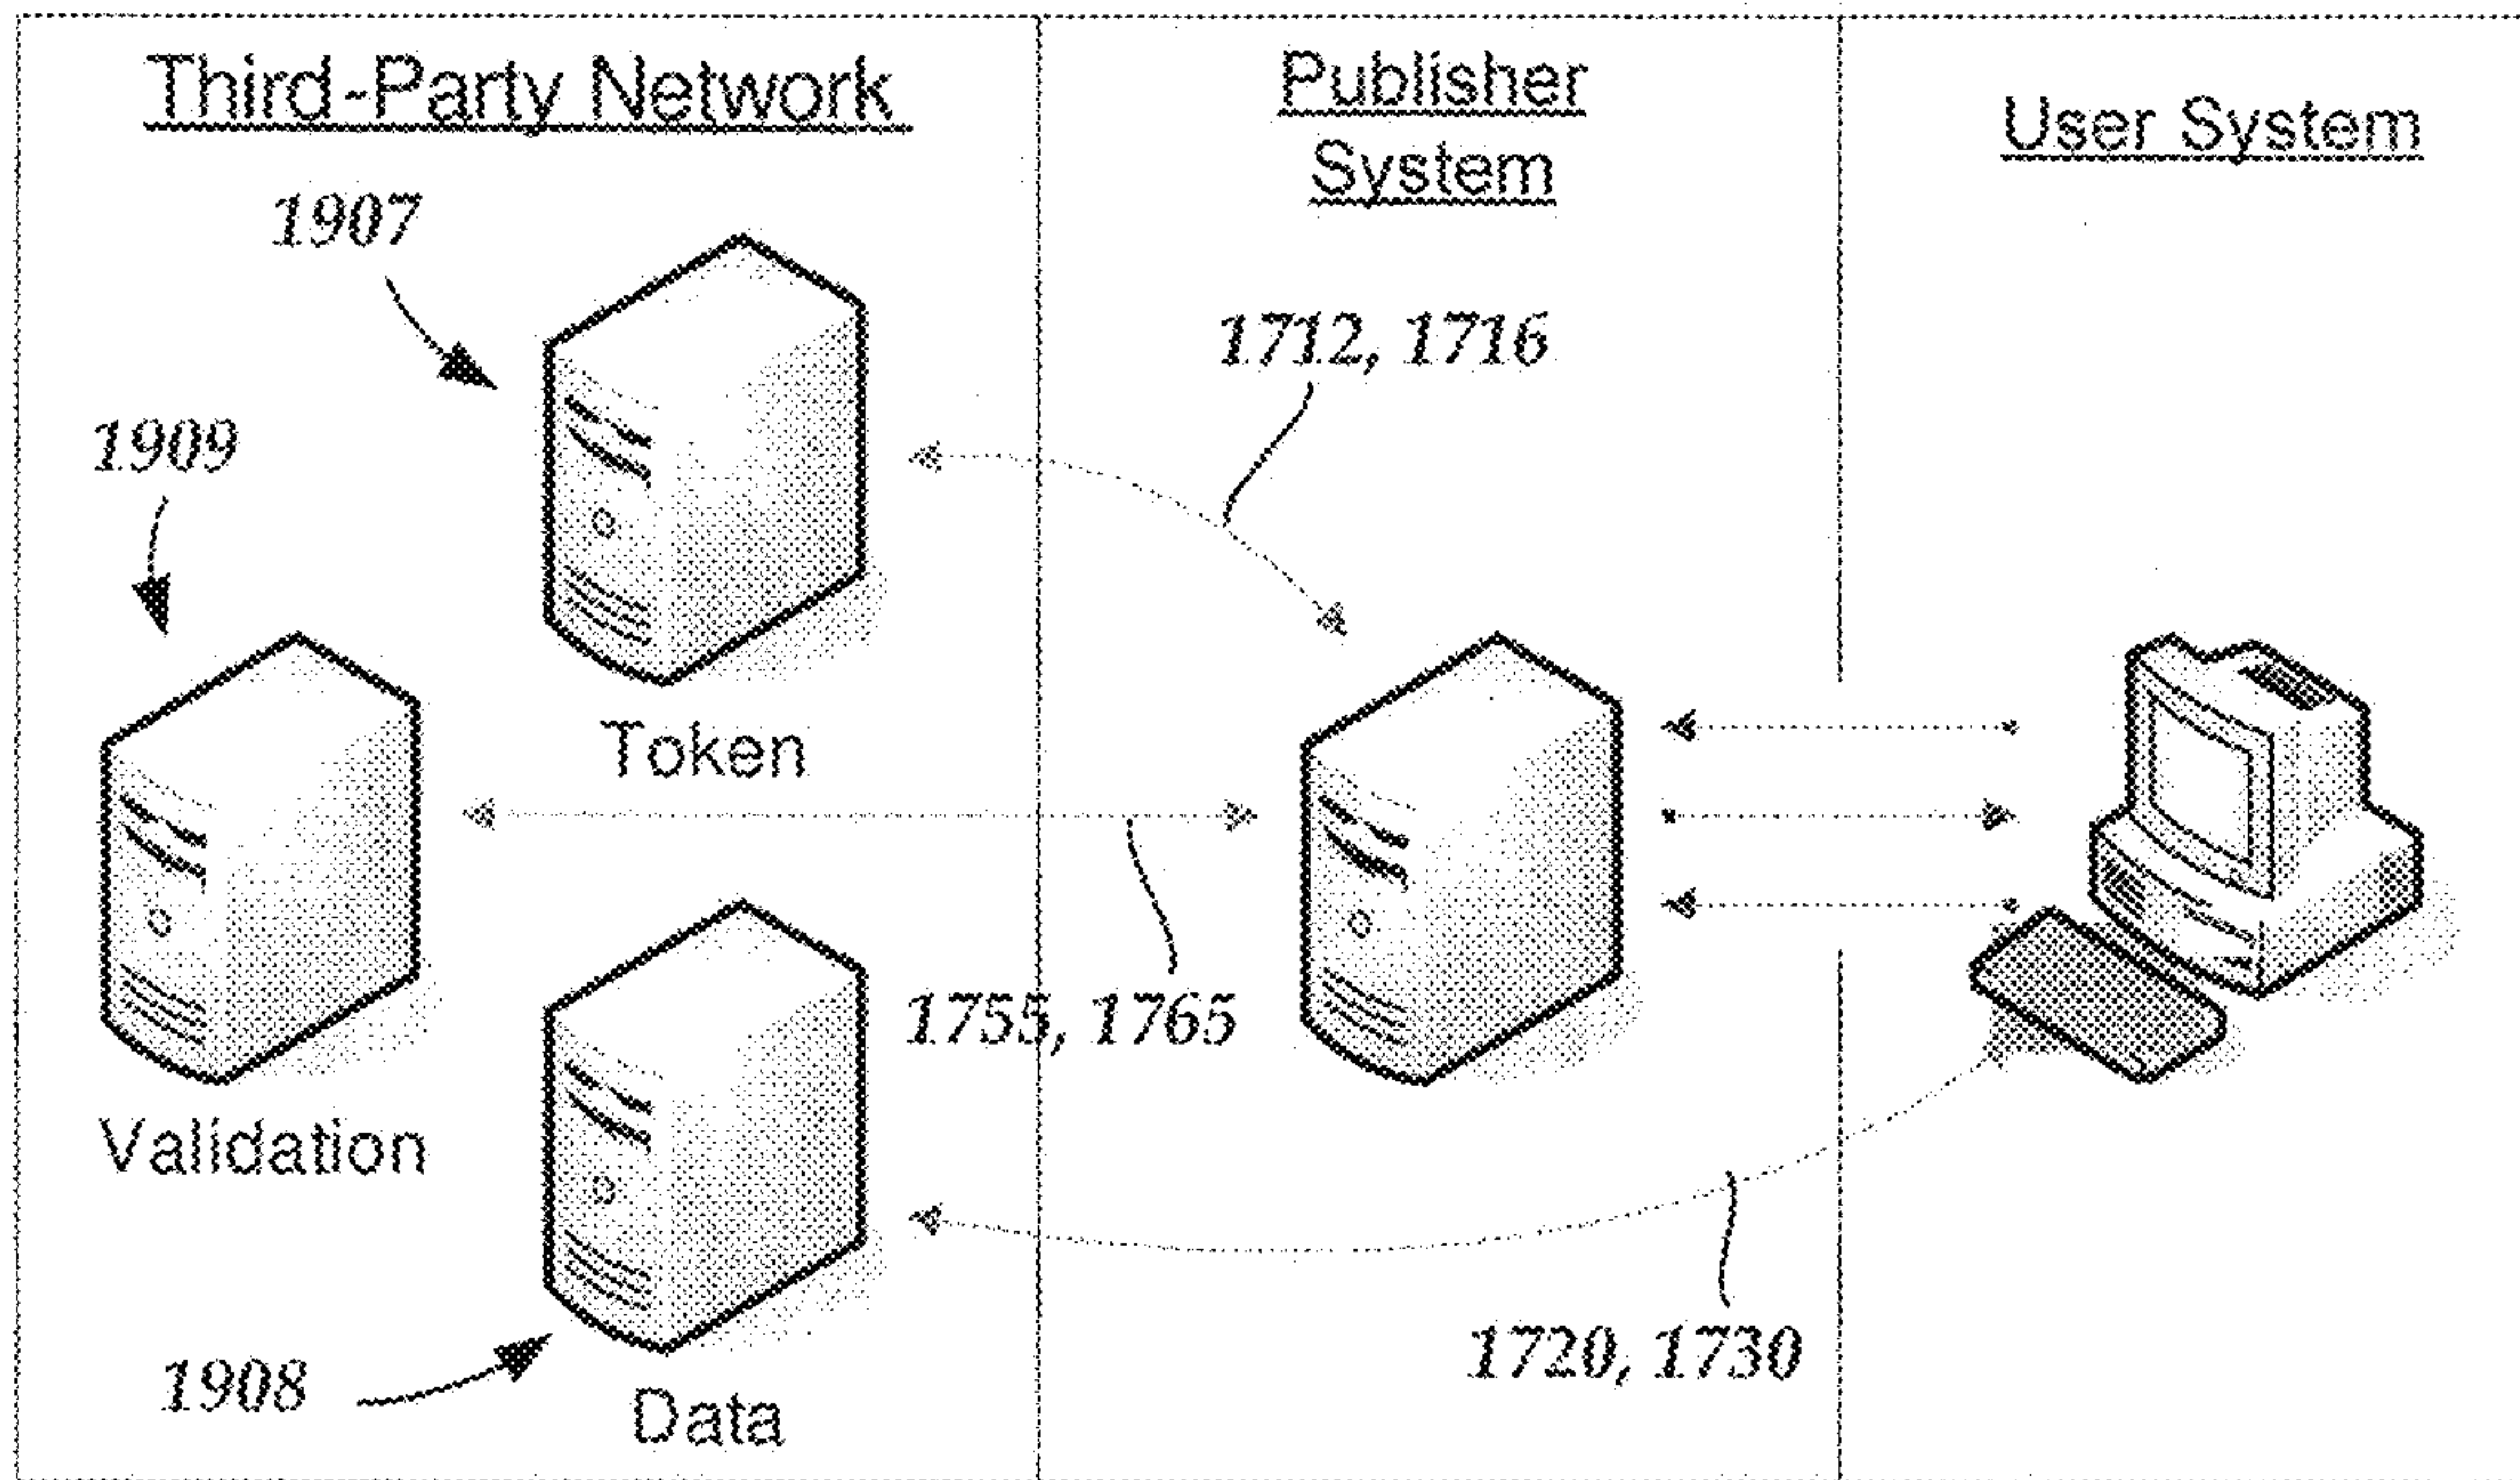 Third-Party Network
Publisher
System
User System
1907
1712, 1716
1909
Token
1755, 1765
Validation
1720, 1730
1908
Data